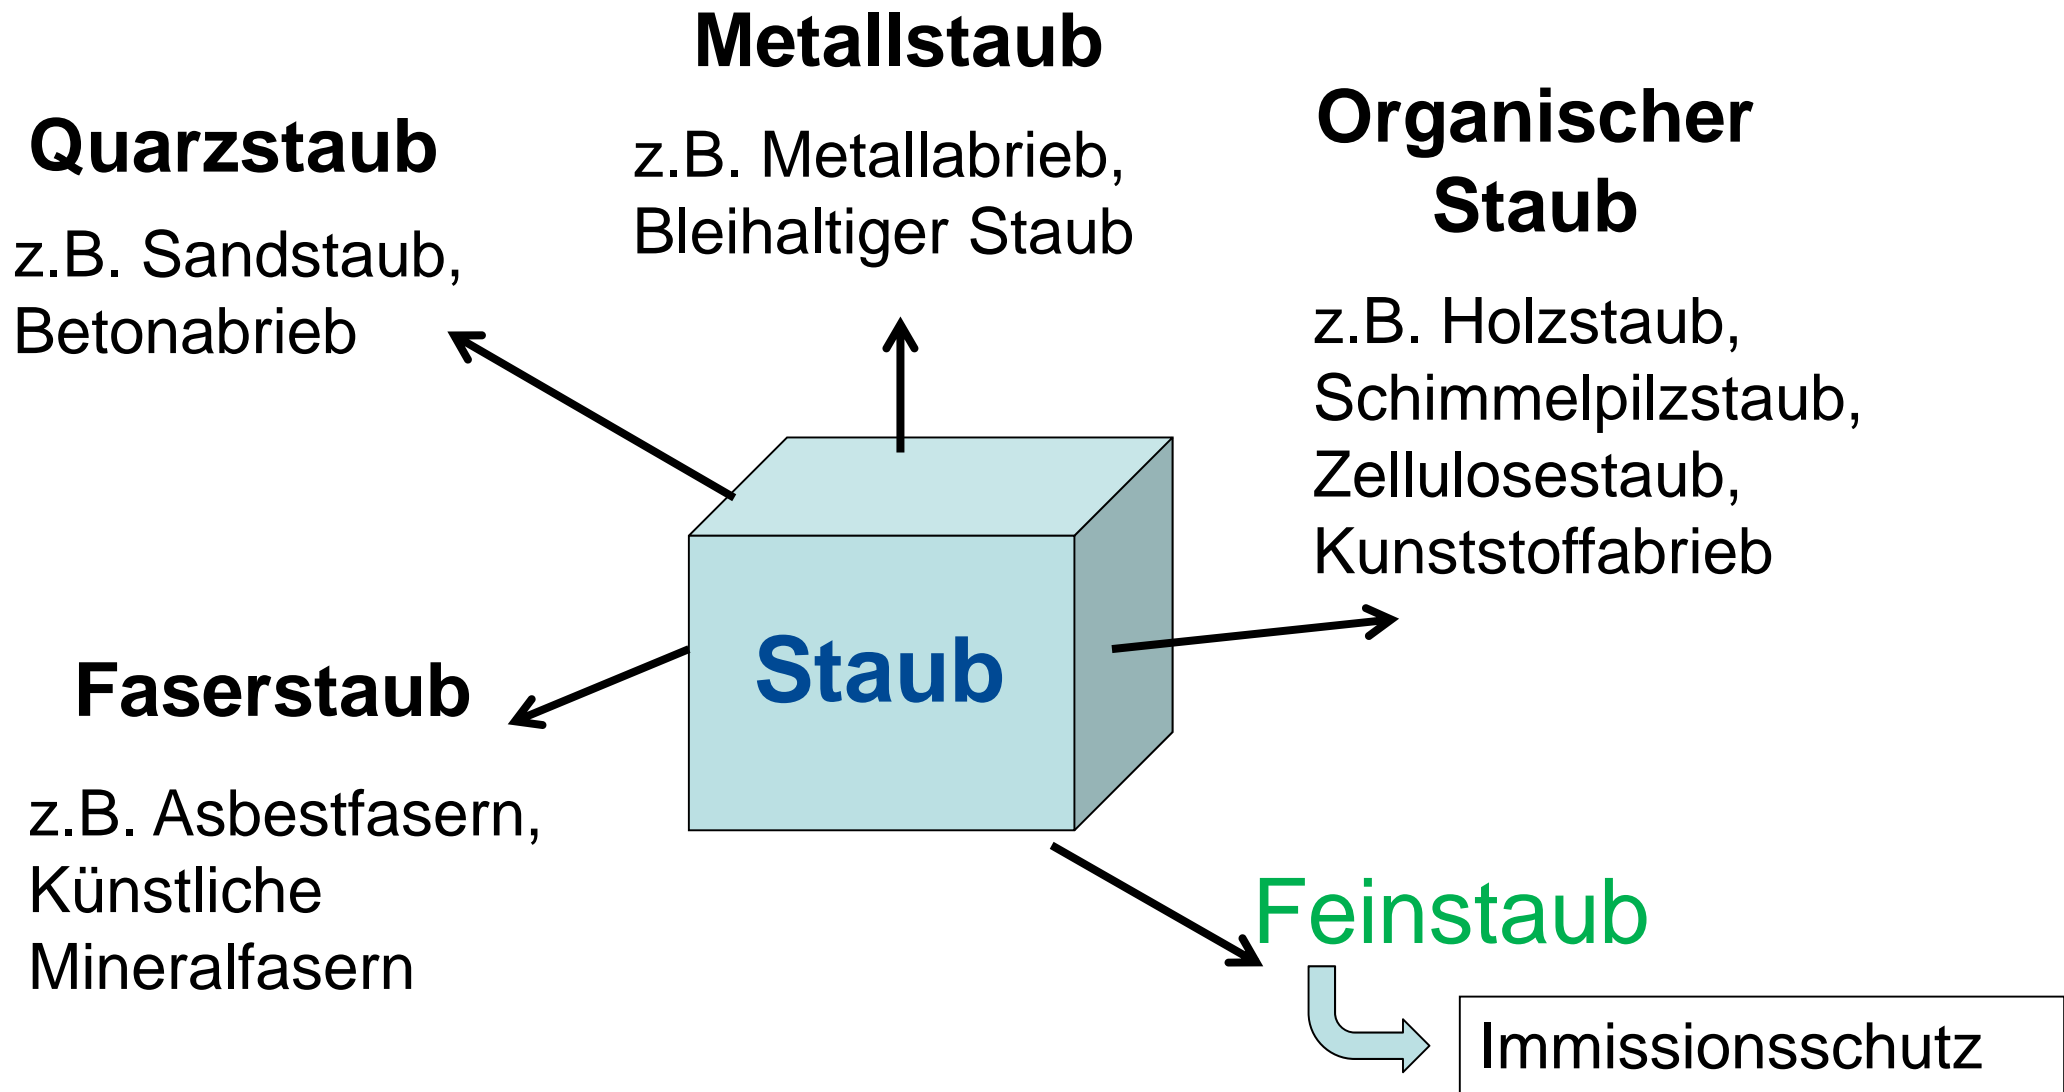 Metallstaub
z.B. Metallabrieb,
Bleihaltiger Staub
Quarzstaub
z.B. Sandstaub,
Betonabrieb
Organischer
Staub
z.B. Holzstaub,
Schimmelpilzstaub,
Zellulosestaub,
Kunststoffabrieb
Staub
Faserstaub
z.B. Asbestfasern,
Künstliche
Mineralfasern
Feinstaub
Immissionsschutz